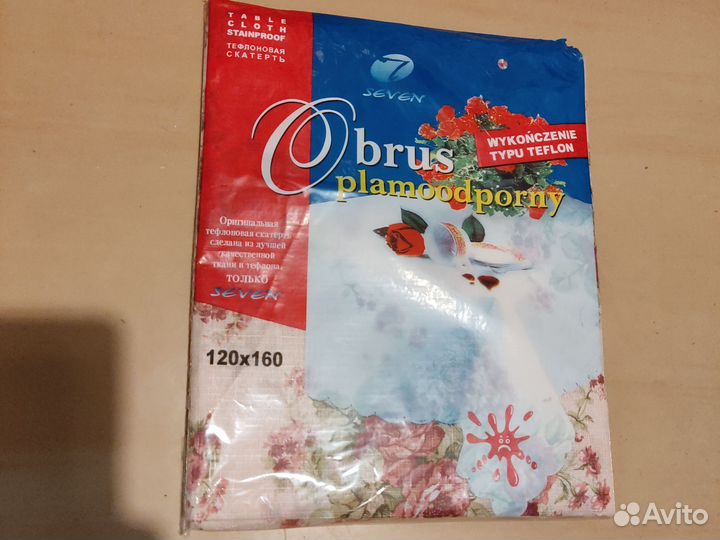 TABLE
CLOTH
STAINPROOF
ТЕФЛОНОВАЯ
СКАТЕРТЬ
7
SEVEN
Obrus
plamoodporny
WYKOŃCZENIE
TYPU TEFLON
Оригинальная
тефлоновая скатерть
сделана из лучшей
качественной
ткани и тефлона.
ТОЛЬКО
SEVEN
120x160
Avito